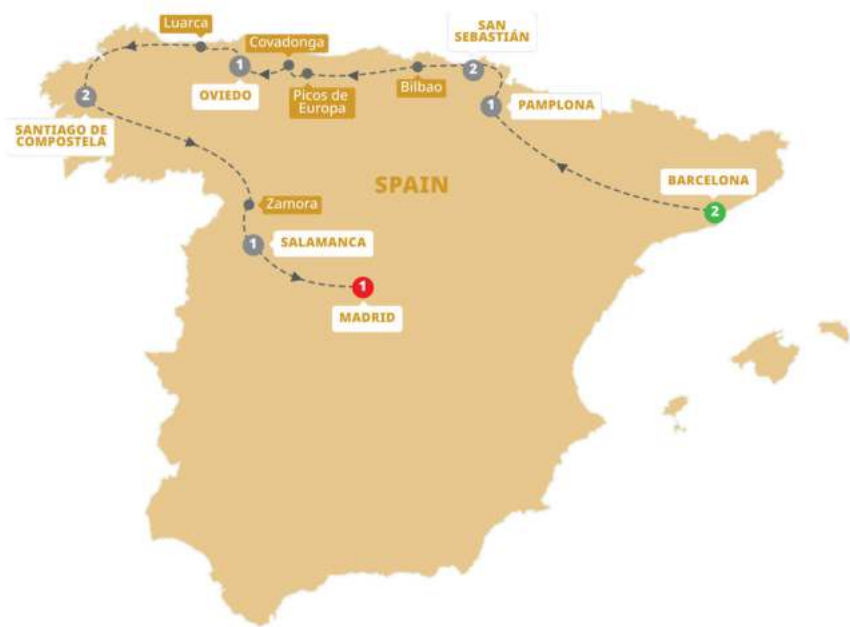 Luarca
Covadonga
SAN
SEBASTIÁN
1
2
OVIEDO
Picos de
Europa
Bilbao
2
1
PAMPLONA
SANTIAGO DE
COMPOSTELA
SPAIN
BARCELONA
2
Zamora
1
SALAMANCA
1
MADRID